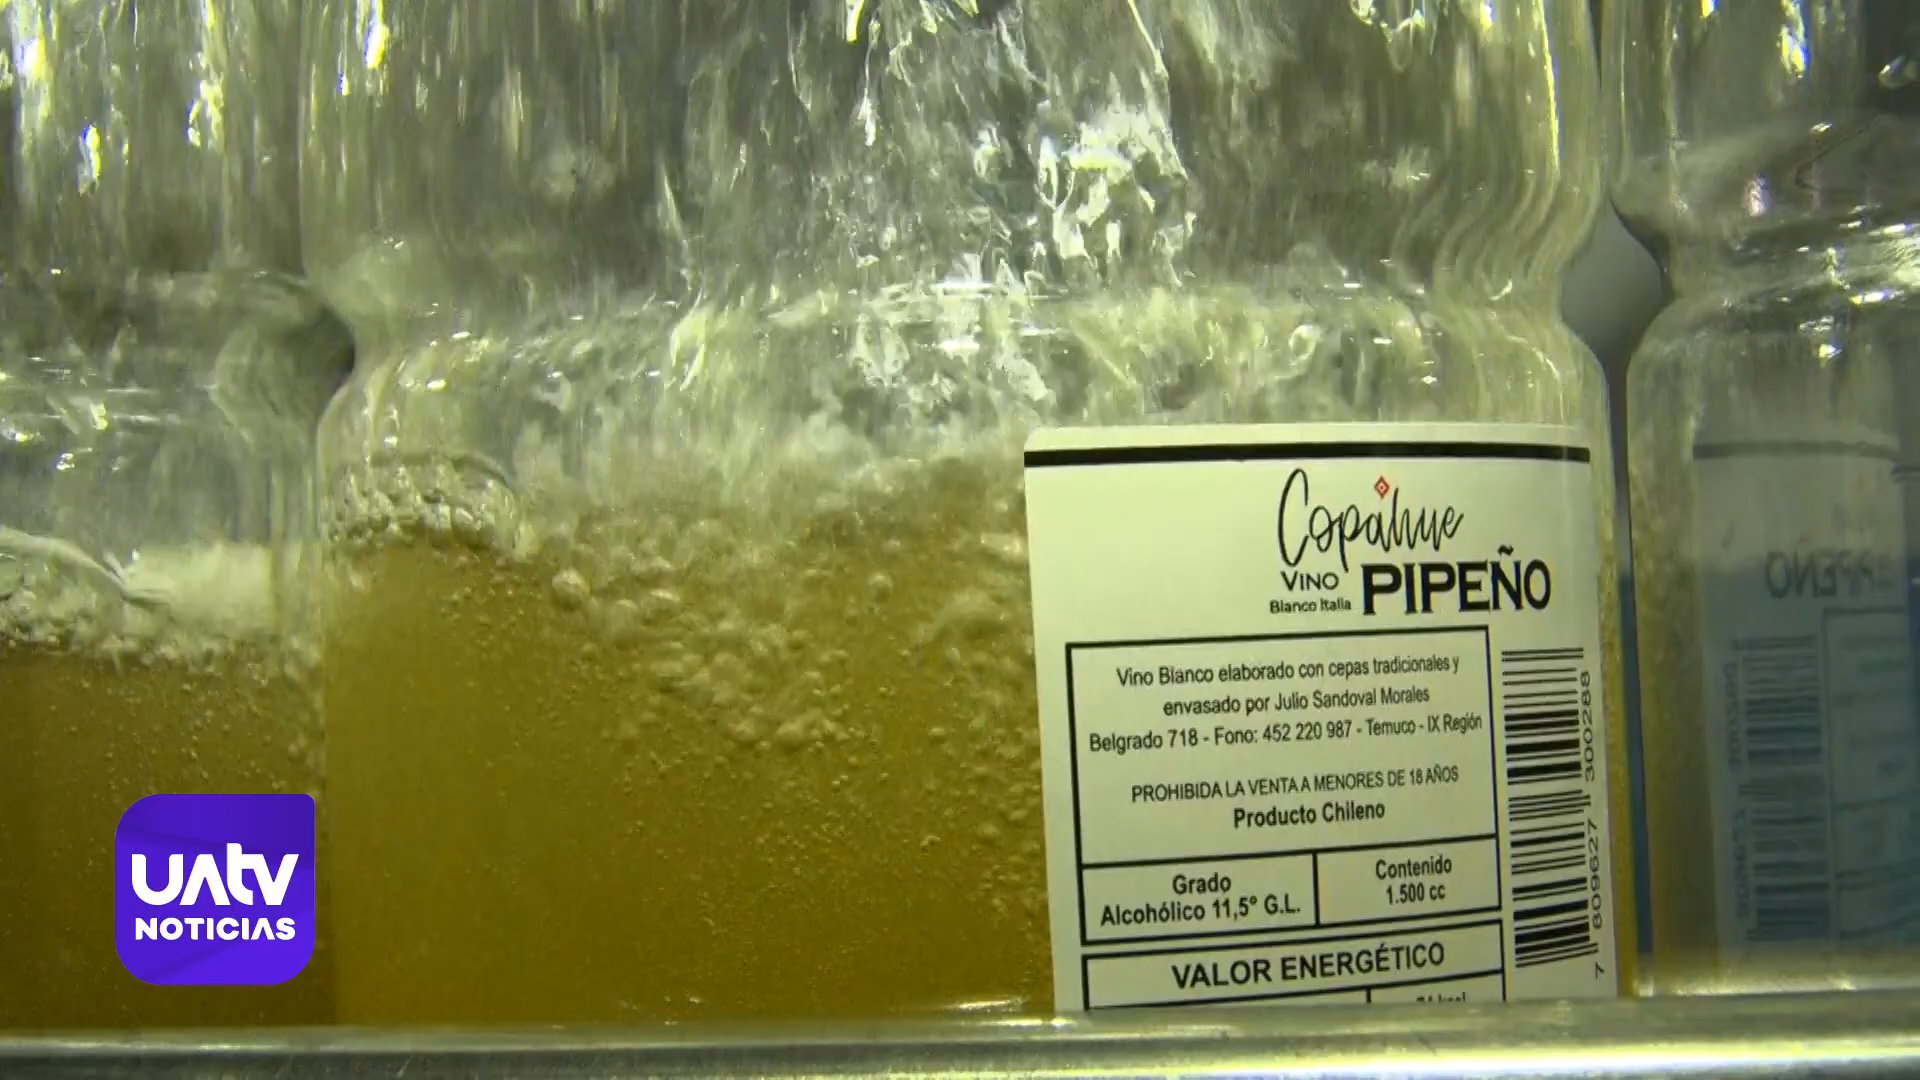 Copahue
VINO
Blanco Italia
PIPEÑO
Vino Blanco elaborado con cepas tradicionales y
envasado por Julio Sandoval Morales
Belgrado 718 - Fono: 452 220 987 - Temuco - IX Región
PROHIBIDA LA VENTA A MENORES DE 18 AÑOS
Producto Chileno
Grado
Alcohólico 11,5° G.L.
Contenido
1.500 cc
VALOR ENERGÉTICO
7 809627 300288
PIPEÑO
UAtv
NOTICIAS